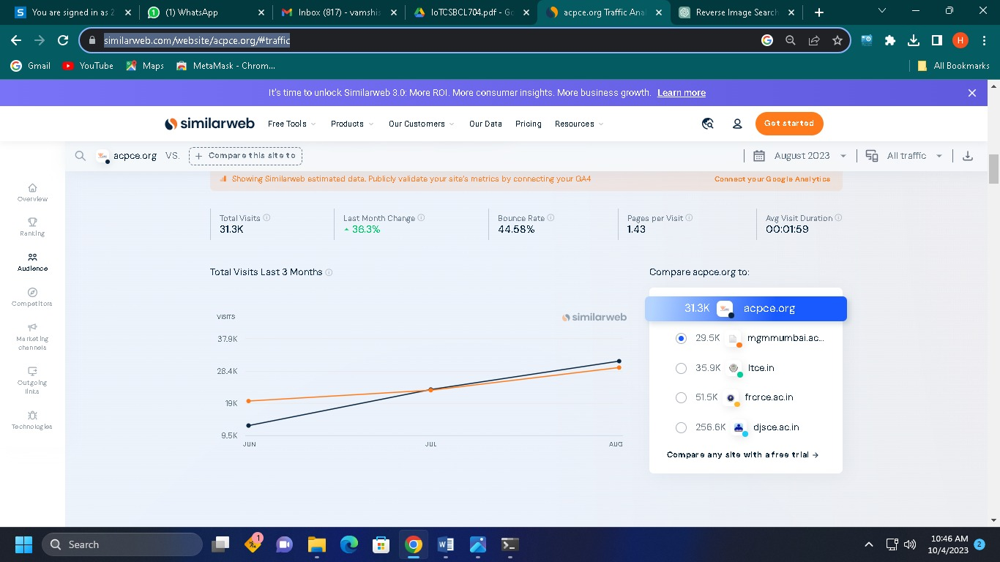 You are signed in as 2
(1) WhatsApp
Inbox (817) - vamshis
IoTCSBCL704.pdf - Go
acpce.org Traffic Anal
Reverse Image Search
similarweb.com/website/acpce.org/#traffic
H
Gmail
YouTube
Maps
MetaMask - Chrom...
All Bookmarks
It's time to unlock Similarweb 3.0: More ROI. More consumer insights. More business growth. Learn more
similarweb
Free Tools
Products
Our Customers
Our Data
Pricing
Resources
Get started
acpce.org VS. + Compare this site to
August 2023
All traffic
Showing Similarweb estimated data. Publicly validate your site's metrics by connecting your GA4
Connect your Google Analytics
Overview
Ranking
Audience
Competitors
Marketing
channels
Outgoing
links
Technologies
Total Visits
31.3K
Last Month Change
36.3%
Bounce Rate
44.58%
Pages per Visit
1.43
Avg Visit Duration
00:01:59
Total Visits Last 3 Months
VISITS
similarweb
37.9K
28.4K
19K
9.5K
JUN
JUL
AUG
Compare acpce.org to:
31.3K acpce.org
29.5K mgmmumbai.ac...
35.9K ltce.in
51.5K frcrce.ac.in
256.6K djsce.ac.in
Compare any site with a free trial →
Search
1
10:46 AM
10/4/2023
2